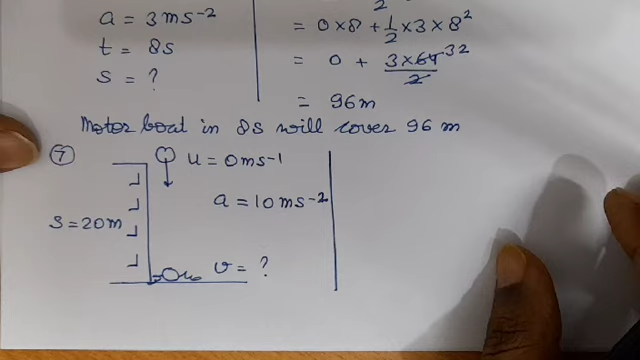 a = 3ms-2
t = 8s
s = ?
= 0×8 + 1/2 × 3 × 8²
= 0 + 3×64 32/2
= 96m
Motor boat in 8s will cover 96 m
7
u = 0ms-1
a = 10ms-2
S = 20m
v = ?